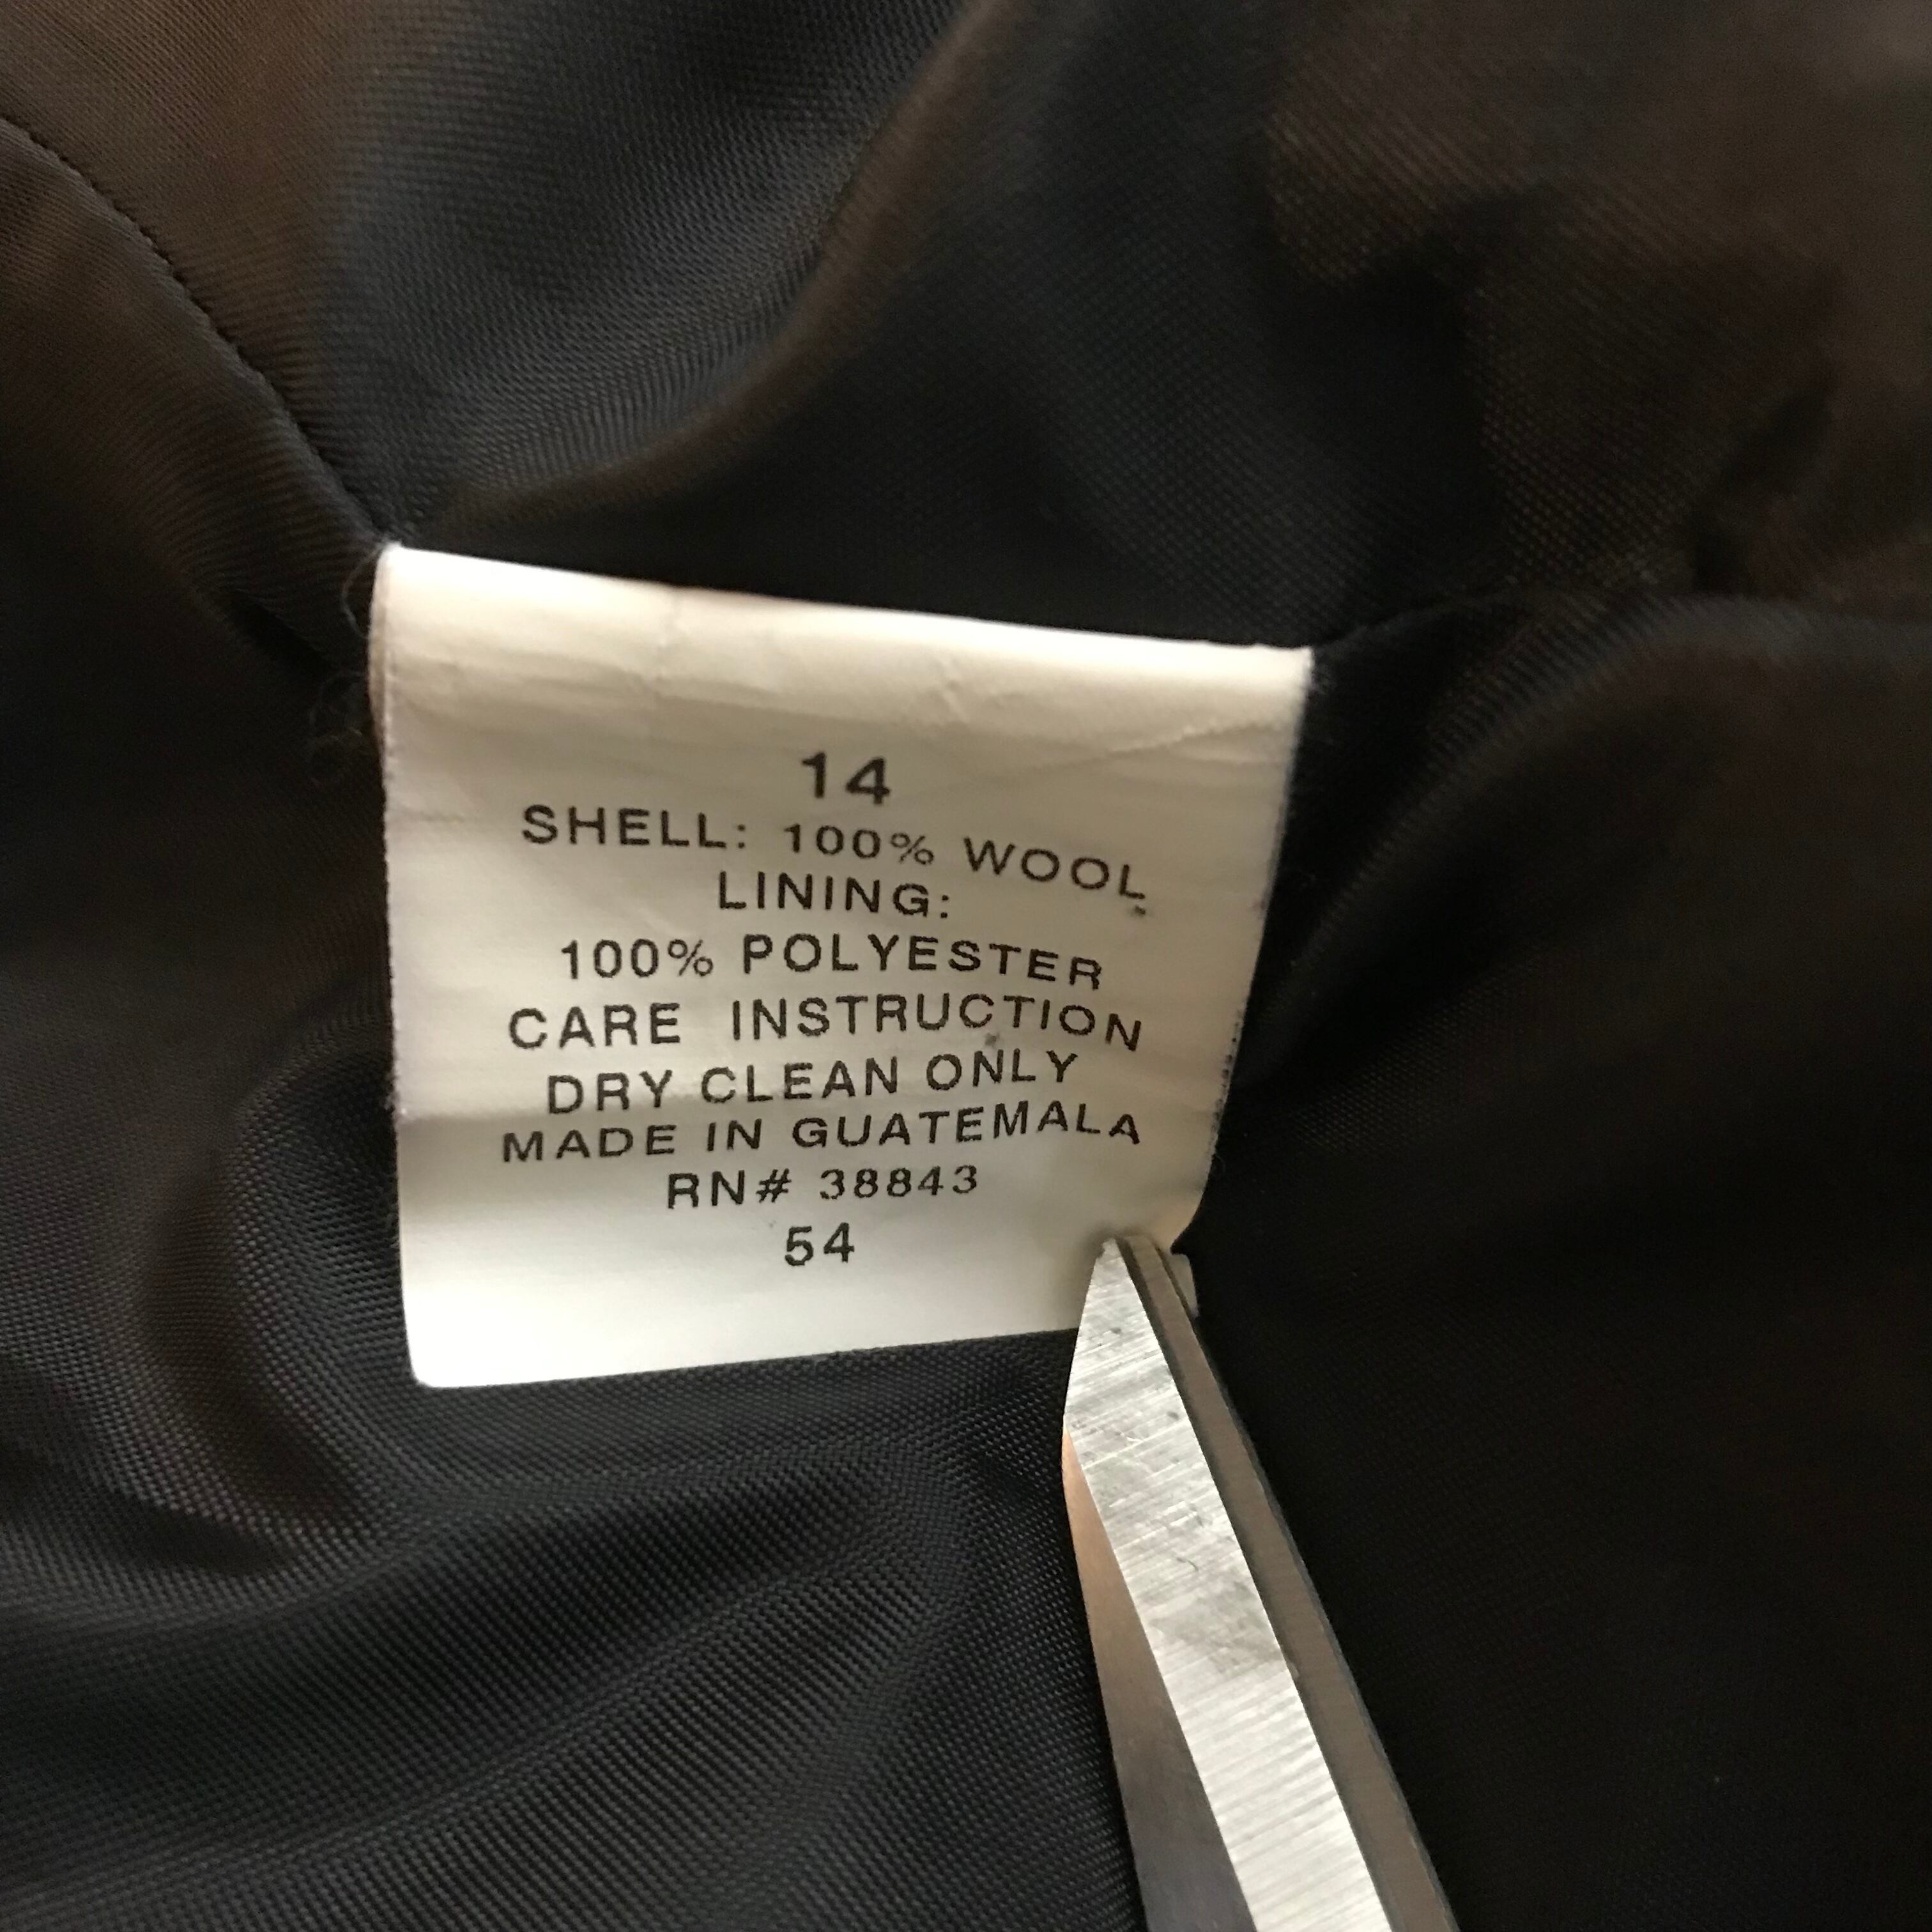 14
SHELL: 100% WOOL
LINING:
100% POLYESTER
CARE INSTRUCTION
DRY CLEAN ONLY
MADE IN GUATEMALA
RN# 38843
54